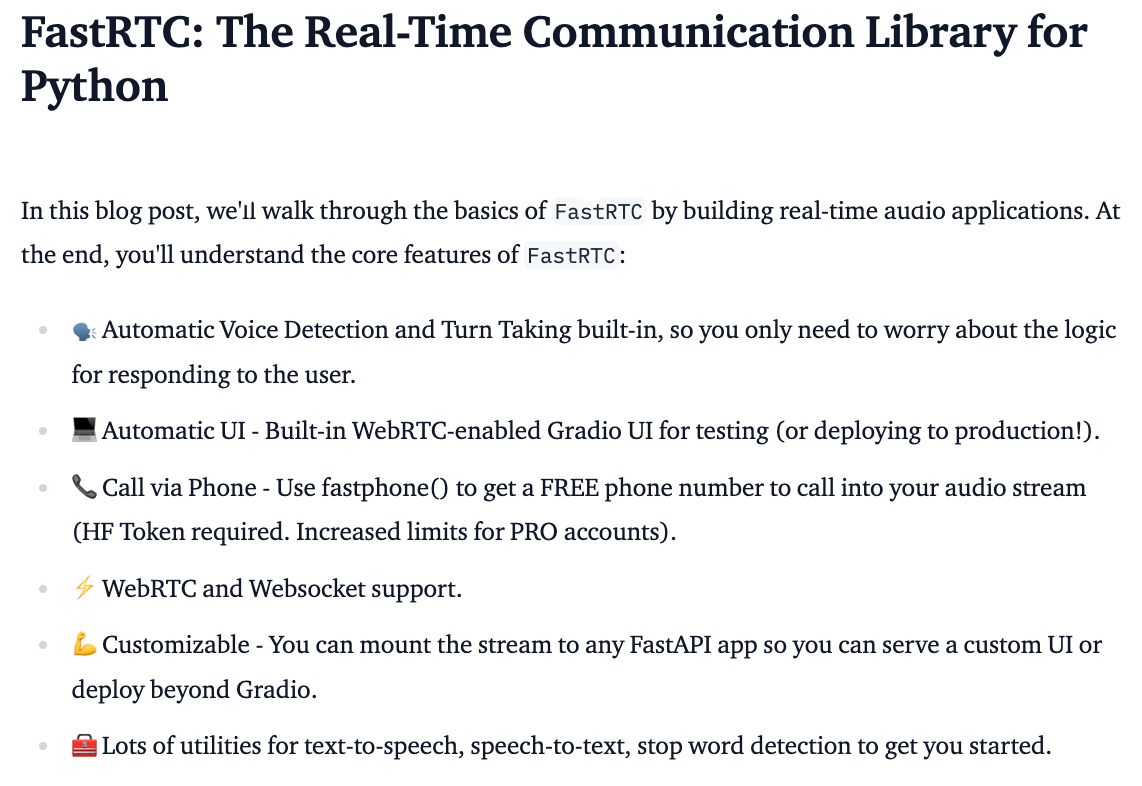 FastRTC: The Real-Time Communication Library for
Python
In this blog post, we'll walk through the basics of FastRTC by building real-time audio applications. At
the end, you'll understand the core features of FastRTC:
• 🗣️ Automatic Voice Detection and Turn Taking built-in, so you only need to worry about the logic
for responding to the user.
• 💻 Automatic UI - Built-in WebRTC-enabled Gradio UI for testing (or deploying to production!).
• 📞 Call via Phone - Use fastphone() to get a FREE phone number to call into your audio stream
(HF Token required. Increased limits for PRO accounts).
• ⚡ WebRTC and Websocket support.
• 💪 Customizable - You can mount the stream to any FastAPI app so you can serve a custom UI or
deploy beyond Gradio.
• 🧰 Lots of utilities for text-to-speech, speech-to-text, stop word detection to get you started.